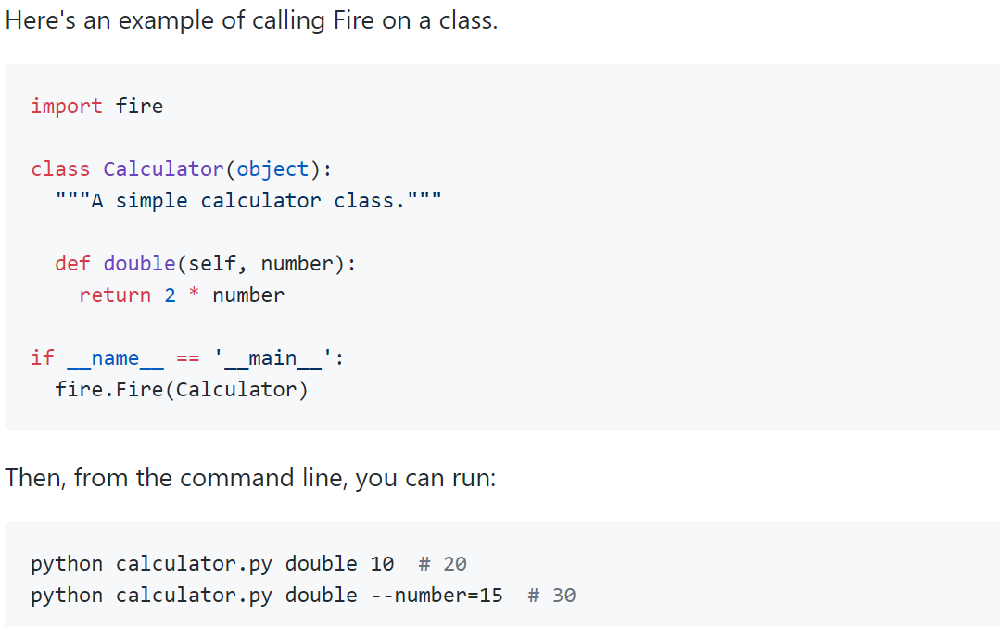 Here's an example of calling Fire on a class.
import fire
class Calculator(object):
  """A simple calculator class."""
  def double(self, number):
    return 2 * number
if __name__ == '__main__':
  fire.Fire(Calculator)
Then, from the command line, you can run:
python calculator.py double 10  # 20
python calculator.py double --number=15  # 30